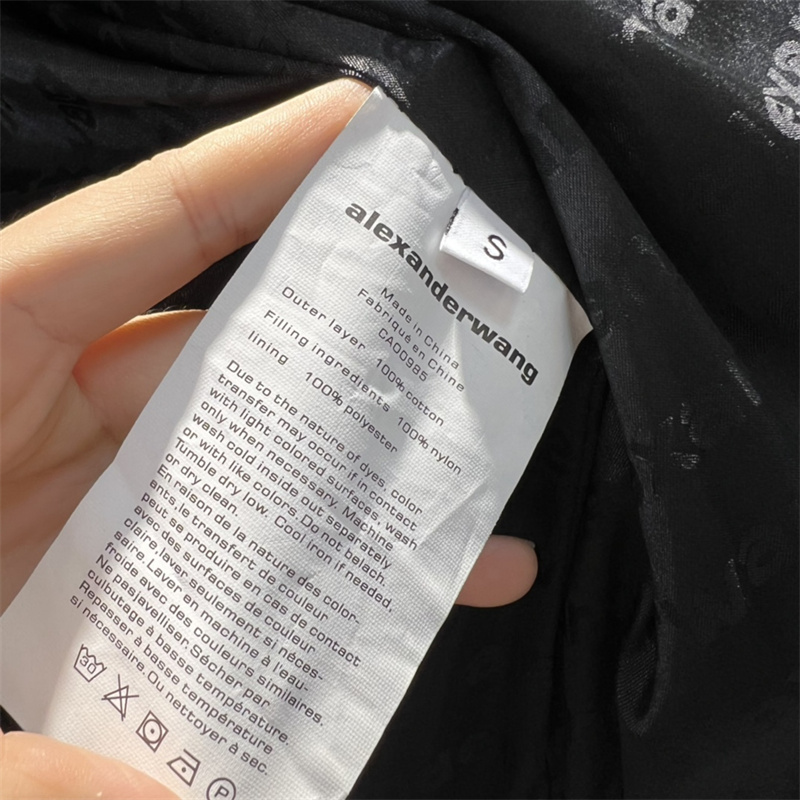 S
alexanderwang
Made in China
Fabriqué en Chine
CA00985
Outer layer 100% cotton
Filling ingredients 100% nylon
lining 100% polyester
Due to the nature of dyes, color
transfer may occur if in contact
with light colored surfaces, wash
only when necessary. Machine
wash cold inside out separately
or with like colors.Do not belach.
Tumble dry low. Cool iron if needed.
or dry clean.
En raison de la nature des color-
ants,le transfert de couleur
peut se produire en cas de contact
avec des surfaces de couleur
claire,laver seulement si néces-
saire.Laver en machine à l'eau-
froide avec des couleurs similaires.
Ne pasjavelliser.Sécher par
culbutage à basse température.
Repasser à basse température
si nécessaire.Ou nettoyer à sec.
30
P